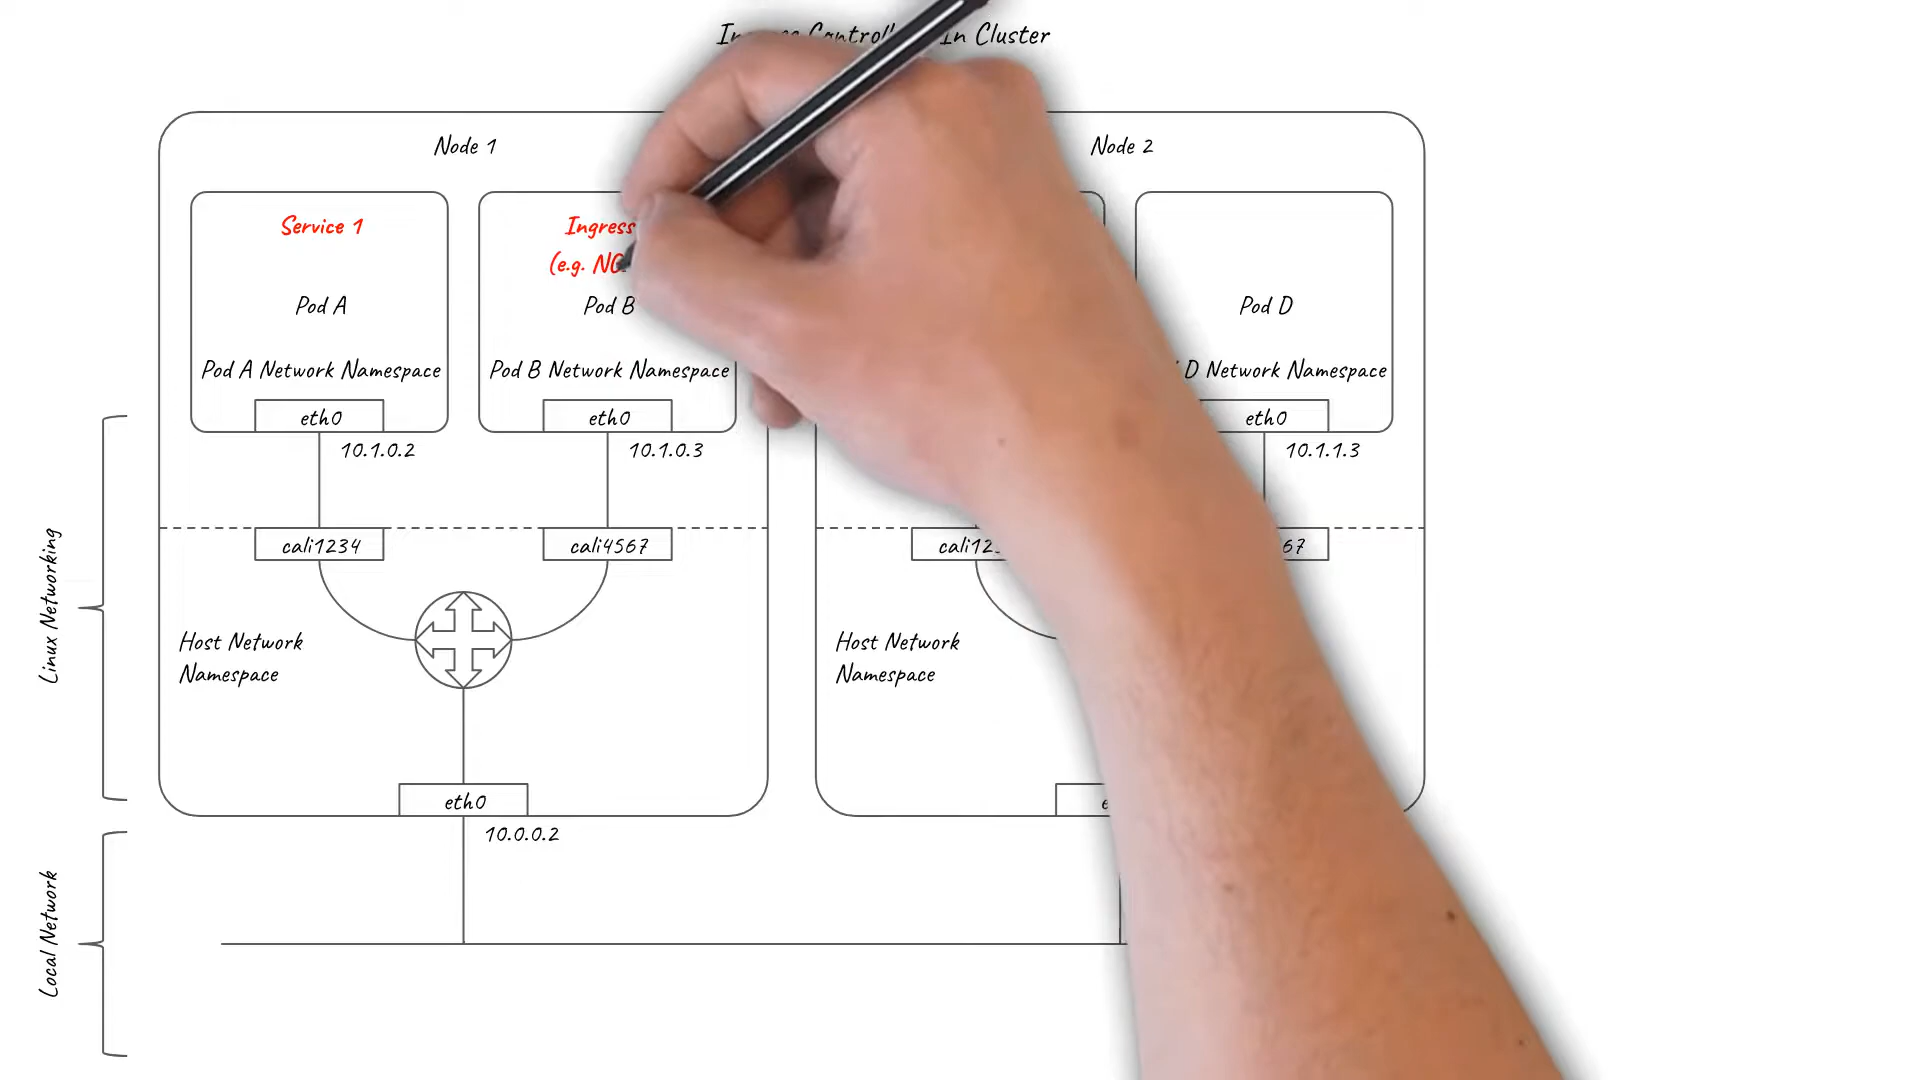 In Cluster
Node 1
Node 2
Service 1
Ingress
(e.g.
Pod A
Pod B
Pod D
Pod A Network Namespace
Pod B Network Namespace
D Network Namespace
eth0
eth0
eth0
10.1.0.2
10.1.0.3
10.1.1.3
cali1234
cali4567
Host Network
Namespace
Host Network
Namespace
eth0
10.0.0.2
Linux Networking
Local Network